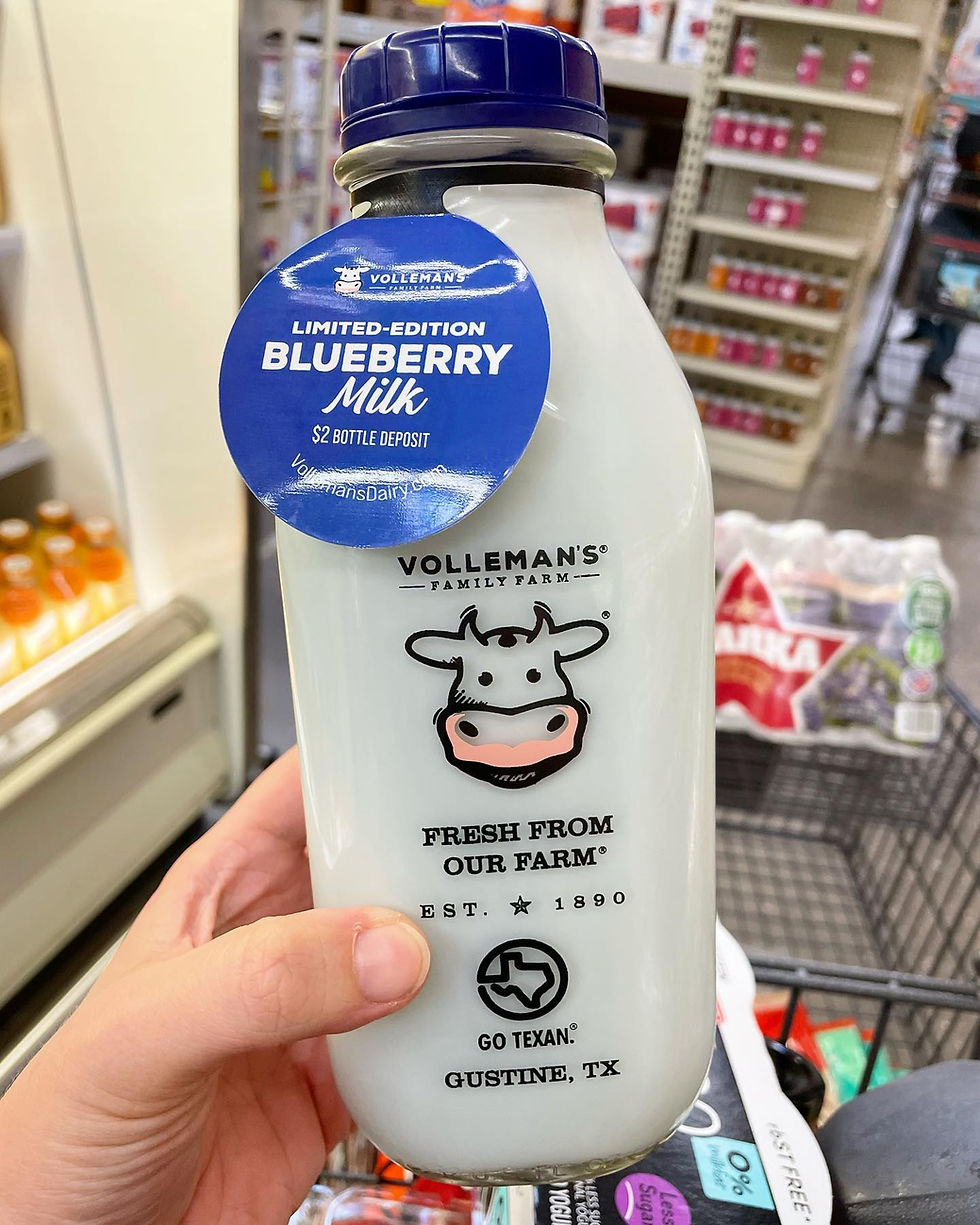 VOLLEMAN'S
FAMILY FARM
LIMITED-EDITION
BLUEBERRY
Milk
$2 BOTTLE DEPOSIT
VollemansDairy.com
VOLLEMAN'S®
FAMILY FARM
®
FRESH FROM
OUR FARM®
EST. ★ 1890
GO TEXAN.®
GUSTINE, TX
ARKA
0%
Less
Sugar